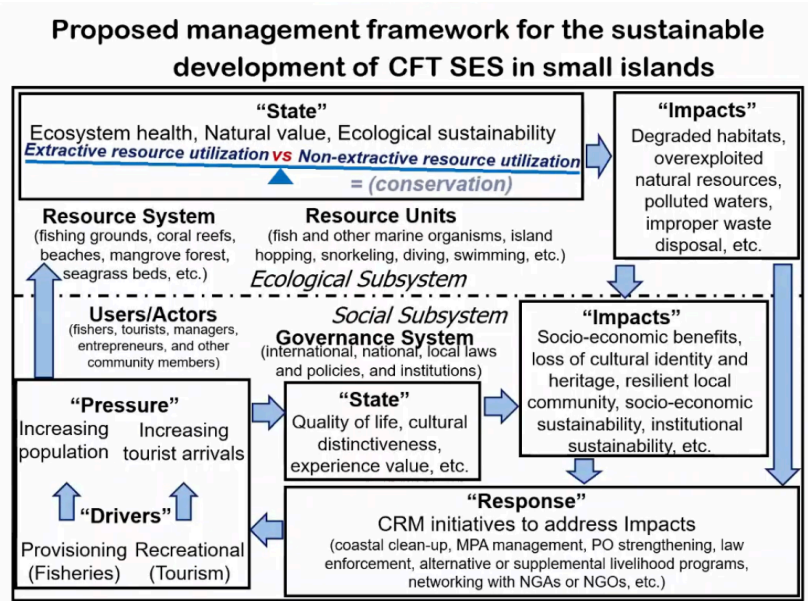 Proposed management framework for the sustainable
development of CFT SES in small islands
“State”
Ecosystem health, Natural value, Ecological sustainability
Extractive resource utilization vs Non-extractive resource utilization
= (conservation)
“Impacts”
Degraded habitats,
overexploited
natural resources,
polluted waters,
improper waste
disposal, etc.
Resource System
(fishing grounds, coral reefs,
beaches, mangrove forest,
seagrass beds, etc.)
Resource Units
(fish and other marine organisms, island
hopping, snorkeling, diving, swimming, etc.)
Ecological Subsystem
Social Subsystem
Users/Actors
(fishers, tourists, managers,
entrepreneurs, and other
community members)
Governance System
(international, national, local laws
and policies, and institutions)
“Impacts”
Socio-economic benefits,
loss of cultural identity and
heritage, resilient local
community, socio-economic
sustainability, institutional
sustainability, etc.
“Pressure”
Increasing
population
Increasing
tourist arrivals
“Drivers”
Provisioning
(Fisheries)
Recreational
(Tourism)
“State”
Quality of life, cultural
distinctiveness,
experience value, etc.
“Response”
CRM initiatives to address Impacts
(coastal clean-up, MPA management, PO strengthening, law
enforcement, alternative or supplemental livelihood programs,
networking with NGAs or NGOs, etc.)